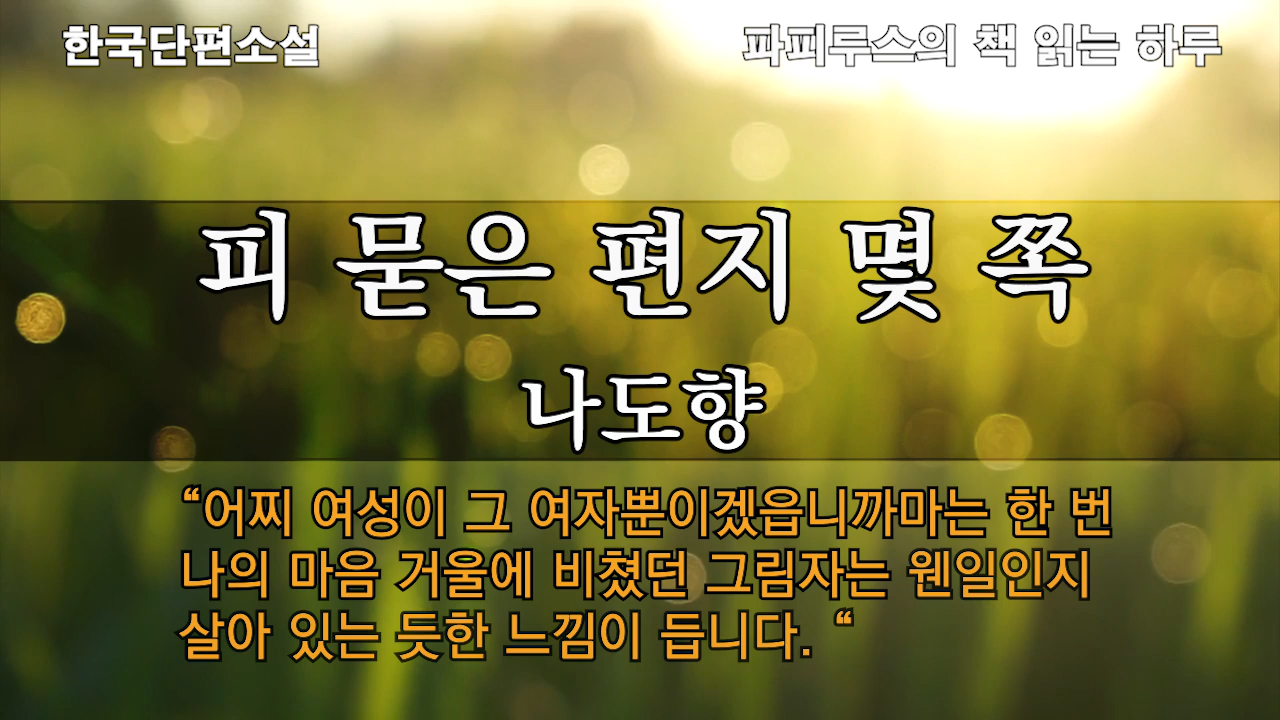 한국단편소설
파피루스의 책 읽는 하루
피 묻은 편지 몇 쪽
나도향
“어찌 여성이 그 여자뿐이겠읍니까마는 한 번
나의 마음 거울에 비쳤던 그림자는 웬일인지
살아 있는 듯한 느낌이 듭니다. “